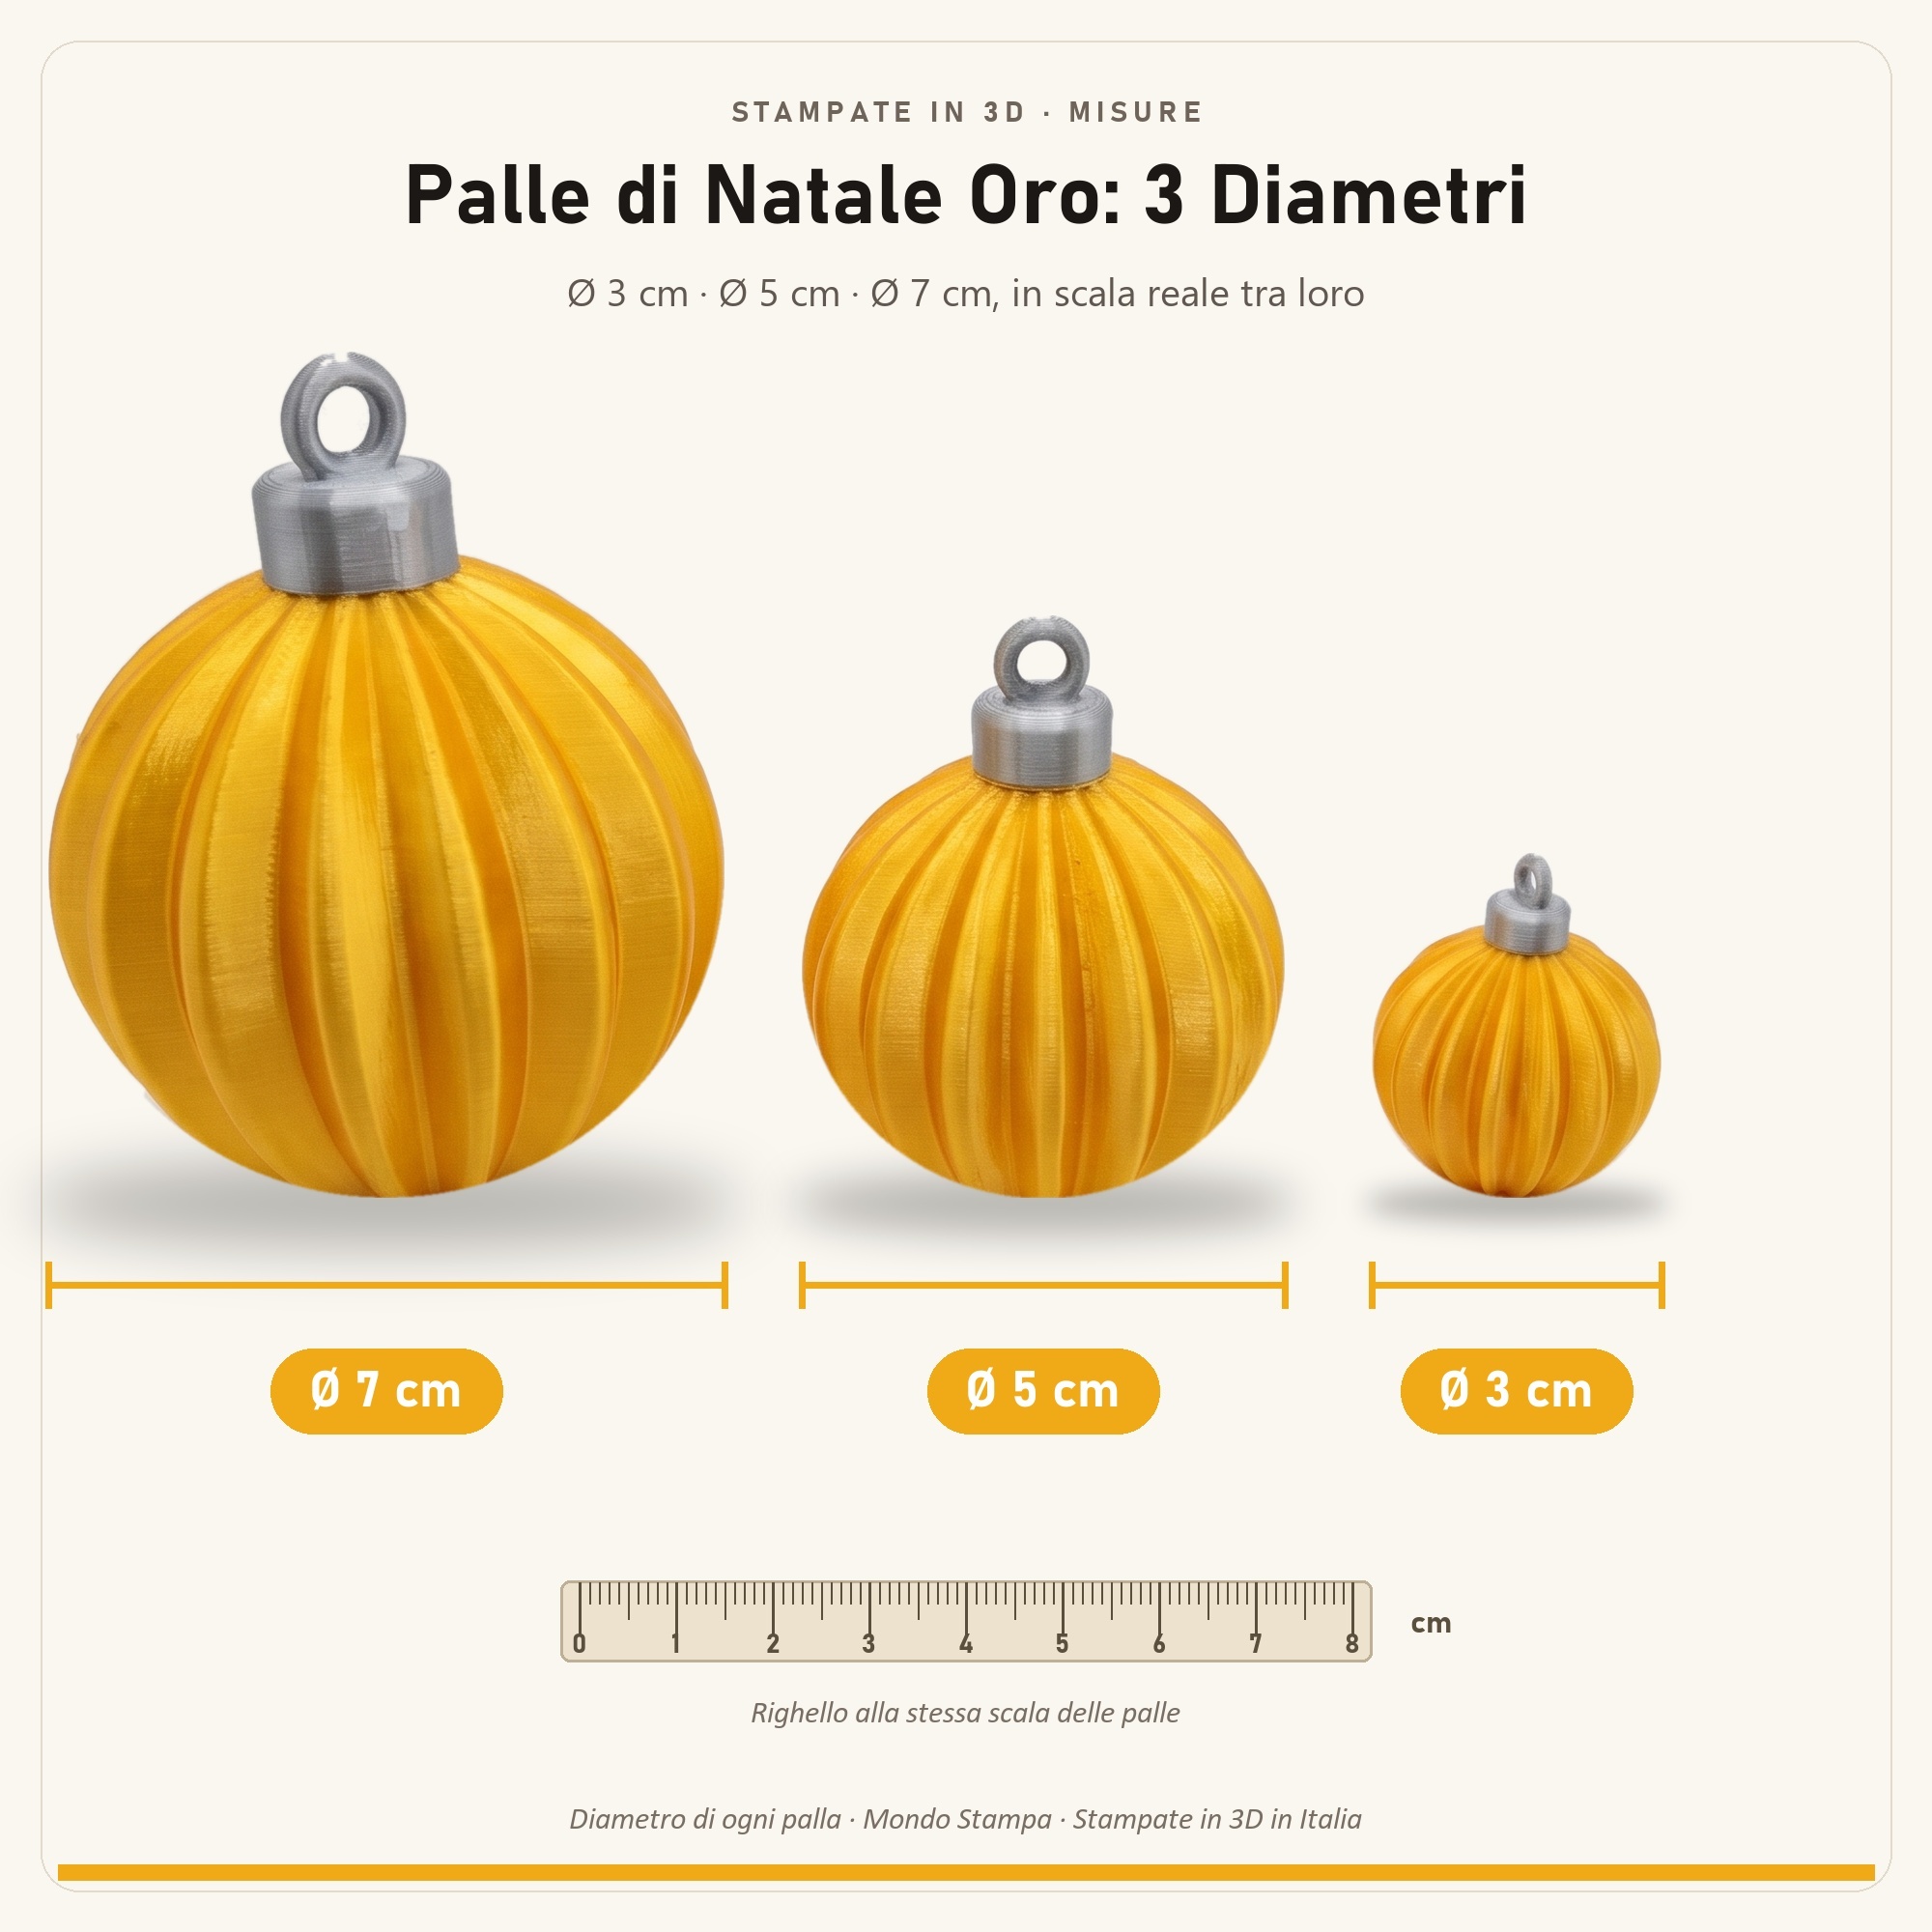 STAMPATE IN 3D · MISURE
Palle di Natale Oro: 3 Diametri
Ø 3 cm · Ø 5 cm · Ø 7 cm, in scala reale tra loro
Ø 7 cm
Ø 5 cm
Ø 3 cm
0 1 2 3 4 5 6 7 8 cm
Righello alla stessa scala delle palle
Diametro di ogni palla · Mondo Stampa · Stampate in 3D in Italia